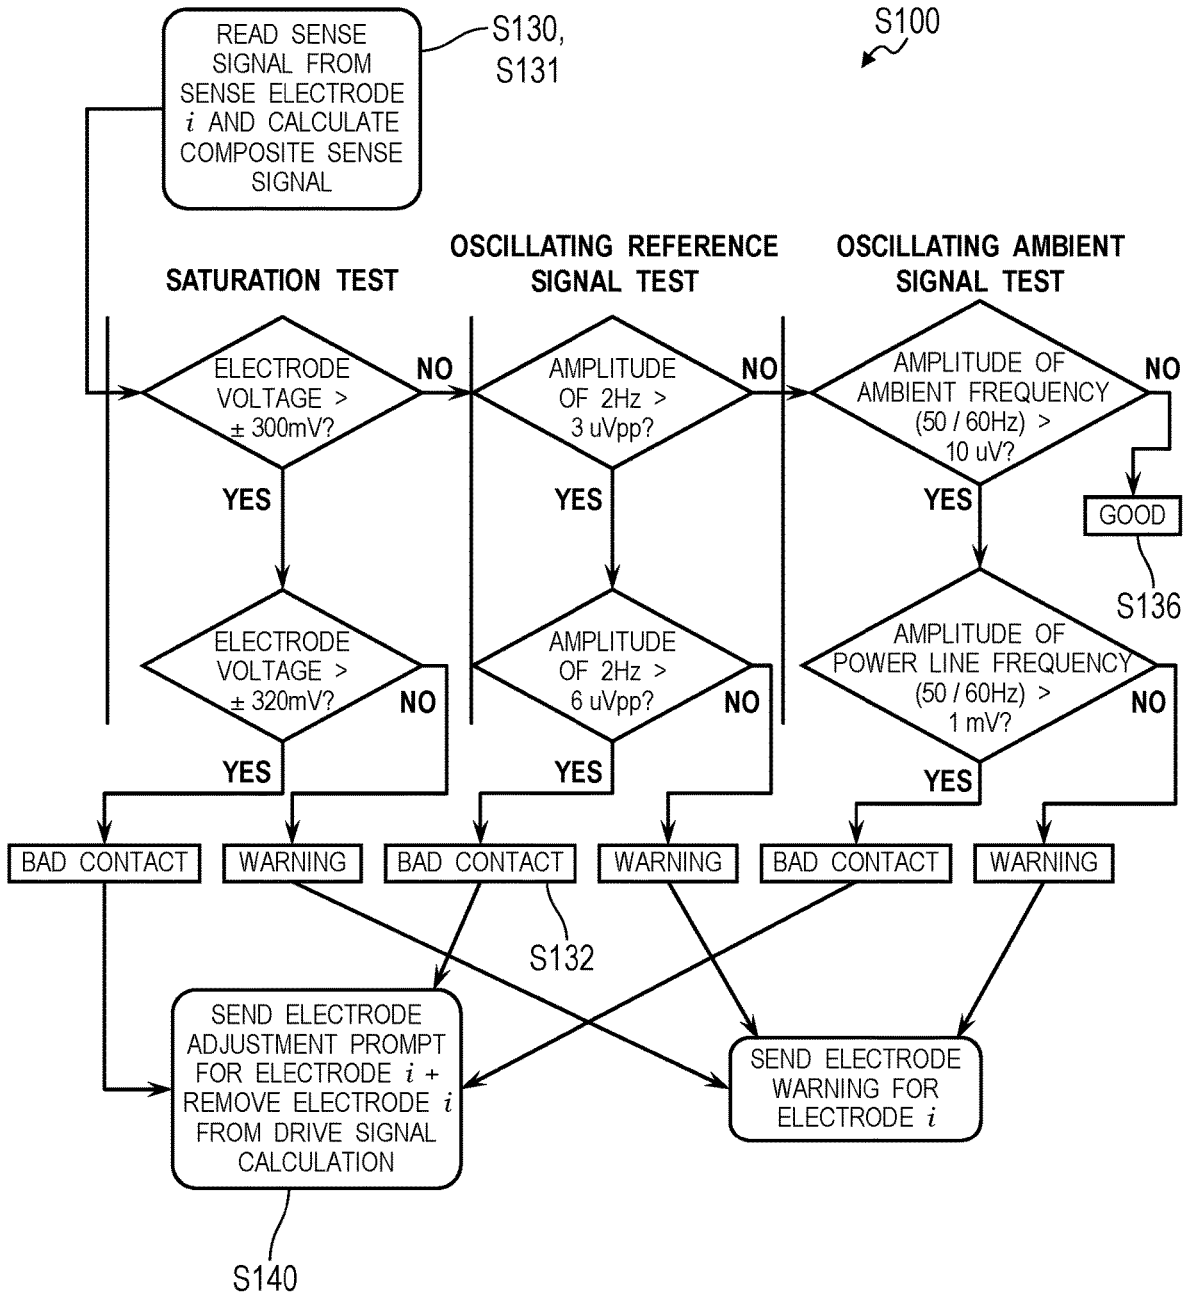 READ SENSE
SIGNAL FROM
SENSE ELECTRODE
i AND CALCULATE
COMPOSITE SENSE
SIGNAL
S130,
S131
S100
SATURATION TEST
OSCILLATING REFERENCE
SIGNAL TEST
OSCILLATING AMBIENT
SIGNAL TEST
ELECTRODE
VOLTAGE >
± 300mV?
NO
YES
AMPLITUDE
OF 2Hz >
3 uVpp?
NO
YES
AMPLITUDE OF
AMBIENT FREQUENCY
(50 / 60Hz) >
10 uV?
NO
YES
GOOD
S136
ELECTRODE
VOLTAGE >
± 320mV?
NO
YES
AMPLITUDE
OF 2Hz >
6 uVpp?
NO
YES
AMPLITUDE OF
POWER LINE FREQUENCY
(50 / 60Hz) >
1 mV?
NO
YES
BAD CONTACT
WARNING
BAD CONTACT
WARNING
BAD CONTACT
WARNING
S132
SEND ELECTRODE
ADJUSTMENT PROMPT
FOR ELECTRODE i +
REMOVE ELECTRODE i
FROM DRIVE SIGNAL
CALCULATION
SEND ELECTRODE
WARNING FOR
ELECTRODE i
S140